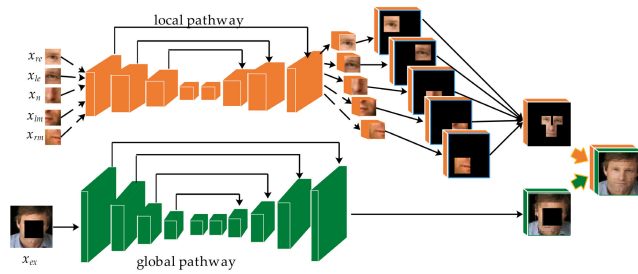 local pathway
x_re
x_le
x_n
x_lm
x_rm
x_ex
global pathway